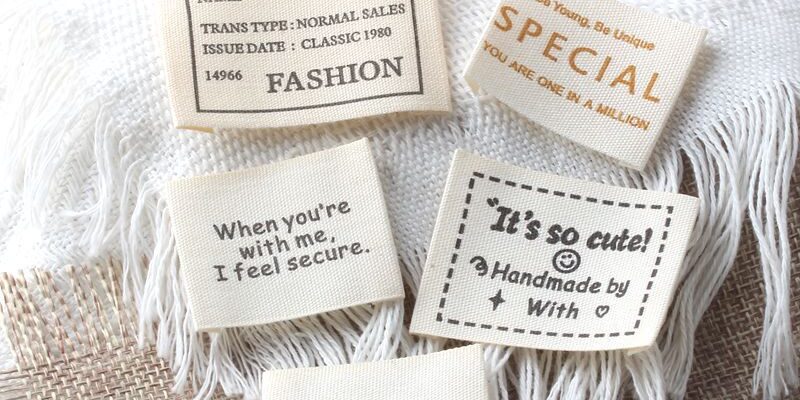 NAME
TRANS TYPE : NORMAL SALES
ISSUE DATE : CLASSIC 1980
14966 FASHION
Young, Be Unique
SPECIAL
YOU ARE ONE IN A MILLION
When you're
with me,
I feel secure.
"It's so cute!
Handmade by
With